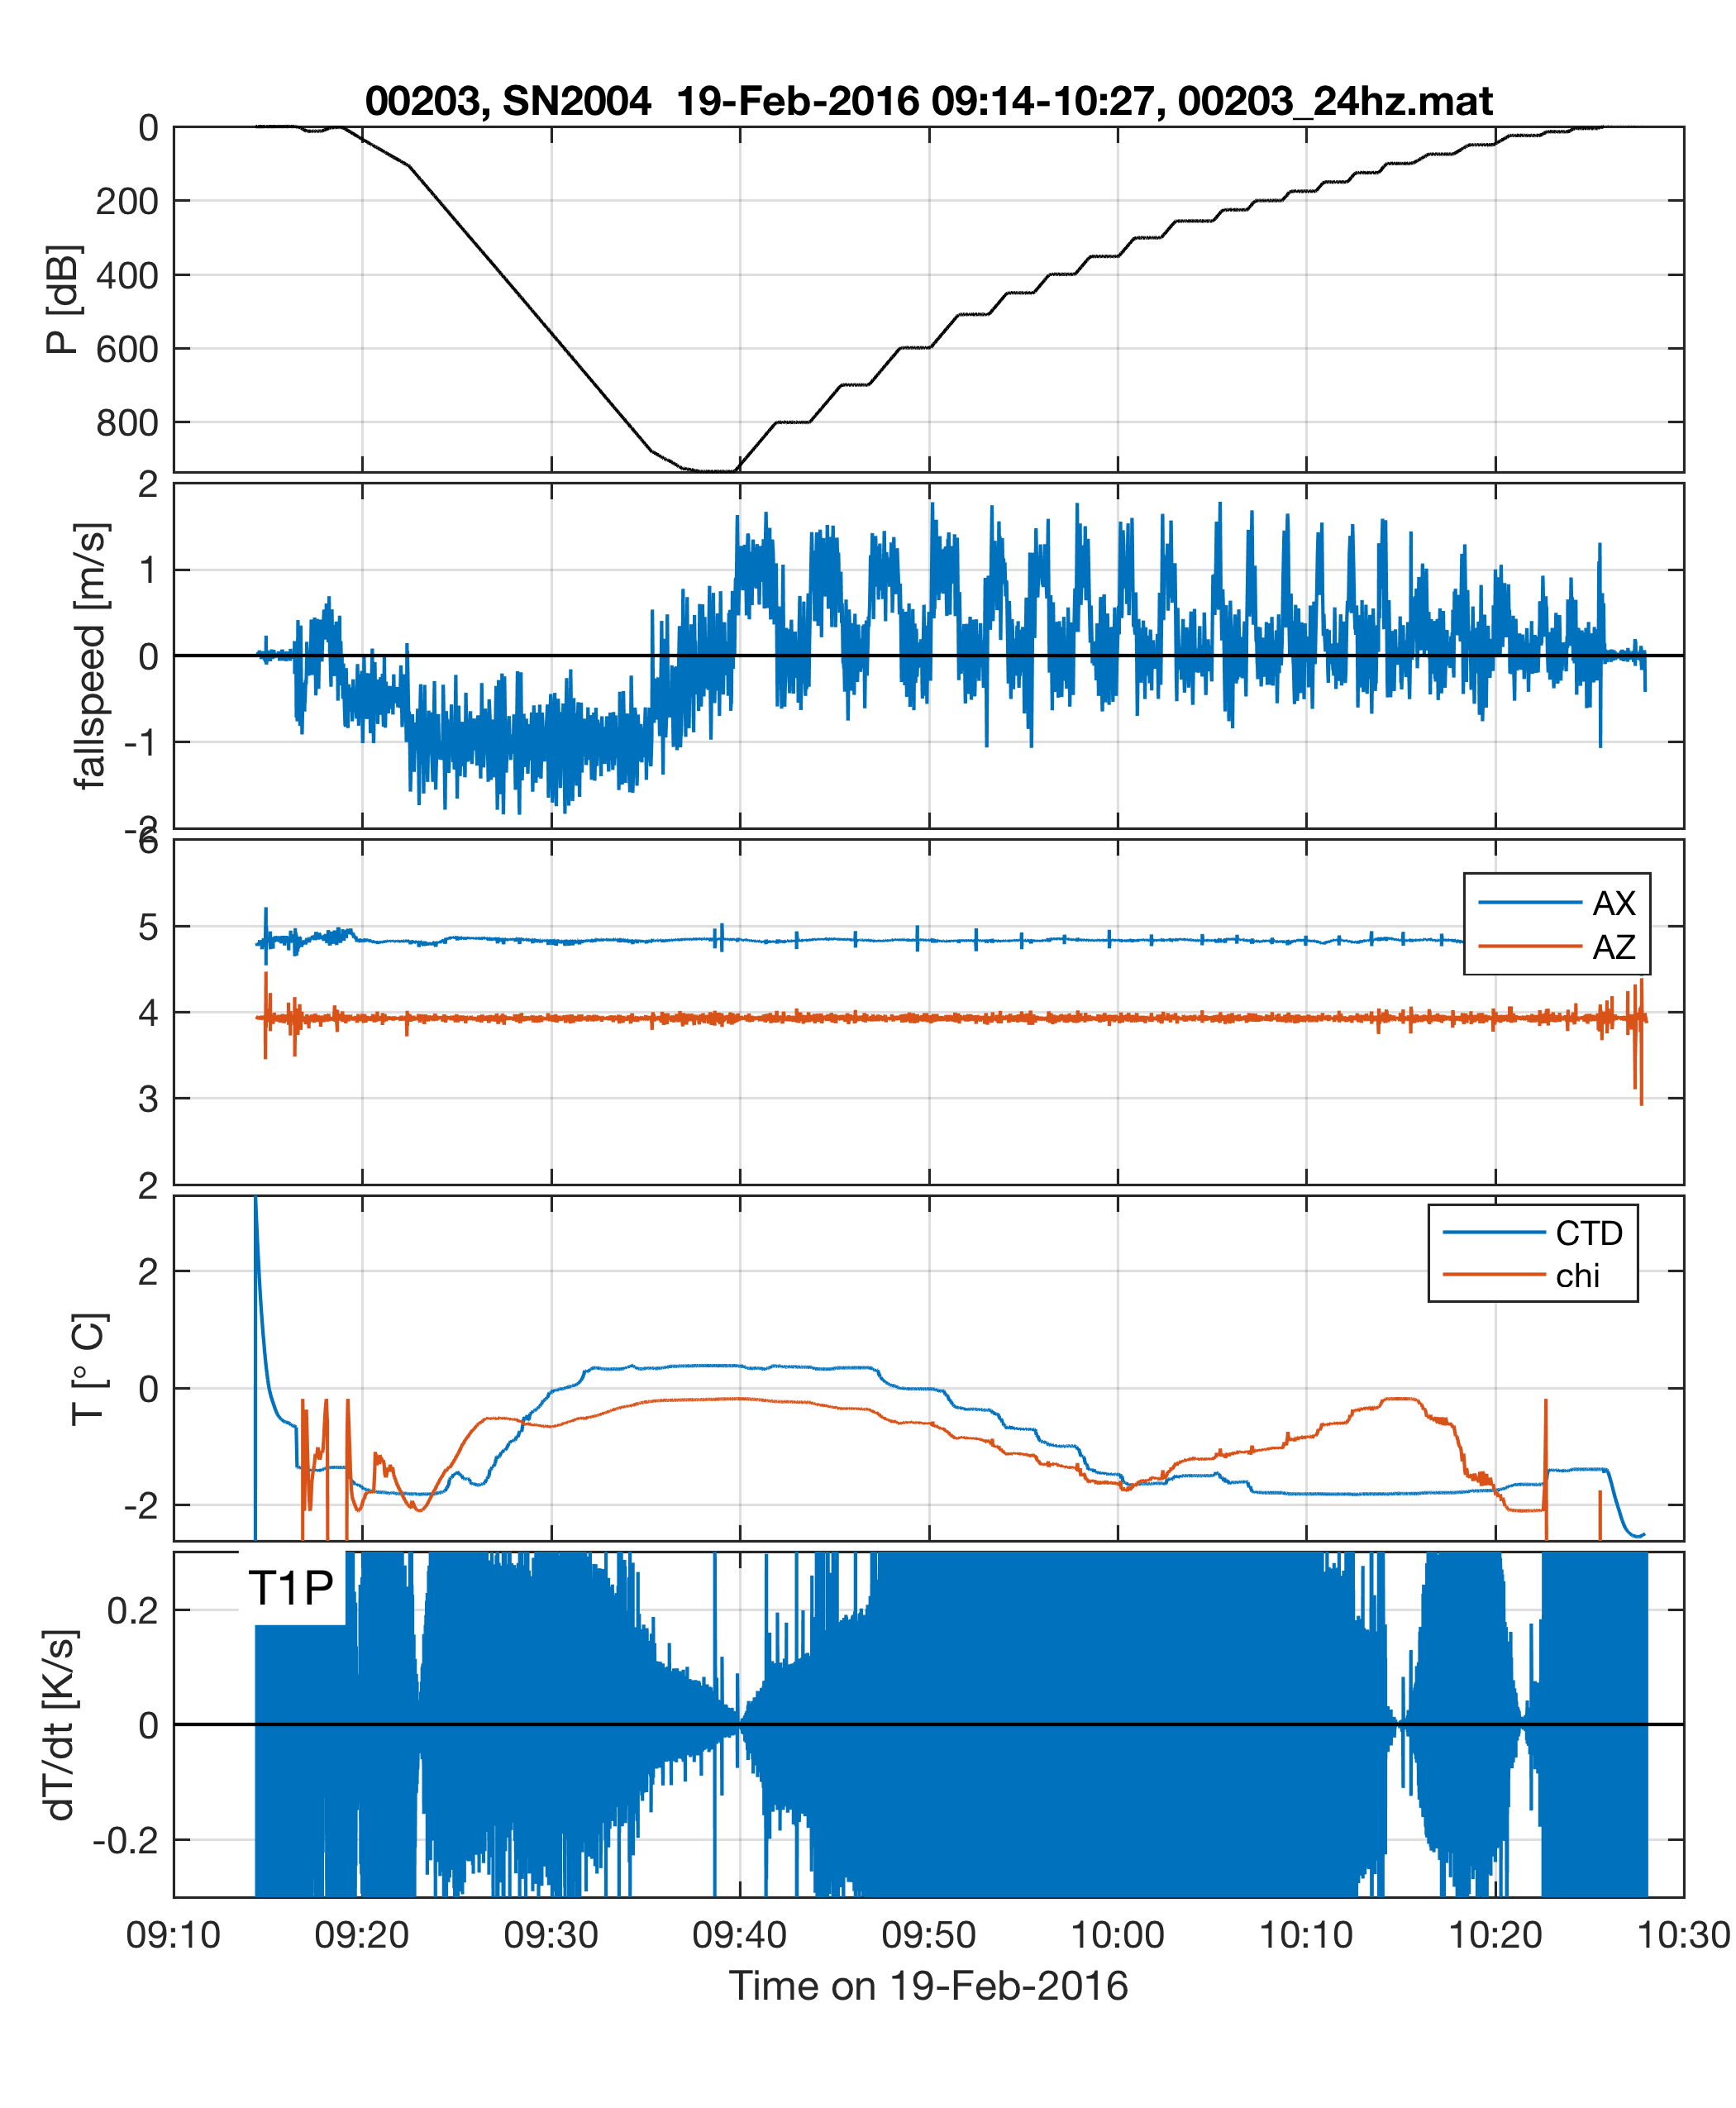 00203, SN2004  19-Feb-2016 09:14-10:27, 00203_24hz.mat
0
200
400
600
800
P [dB]
2
1
0
-1
-2
fallspeed [m/s]
6
5
4
3
2
AX
AZ
2
0
-2
T [° C]
CTD
chi
T1P
0.2
0
-0.2
dT/dt [K/s]
09:10 09:20 09:30 09:40 09:50 10:00 10:10 10:20 10:30
Time on 19-Feb-2016